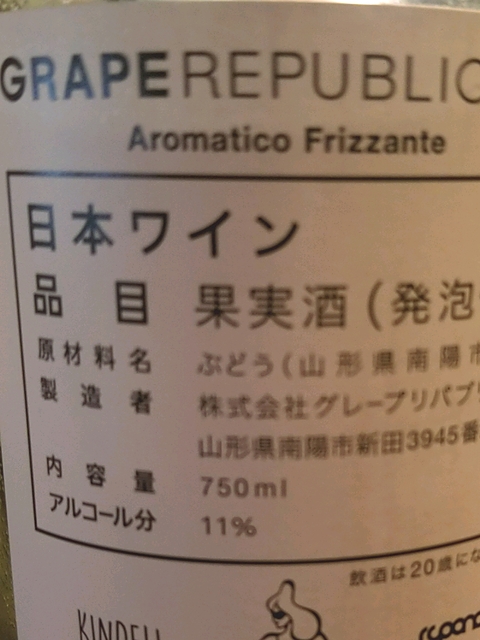 GRAPEREPUBLIC
Aromatico Frizzante
日本ワイン
品目 果実酒(発泡
原材料名 ぶどう(山形県南陽市
製造者 株式会社グレープリパブリ
山形県南陽市新田3945番
内容量 750ml
アルコール分 11%
飲酒は20歳にな